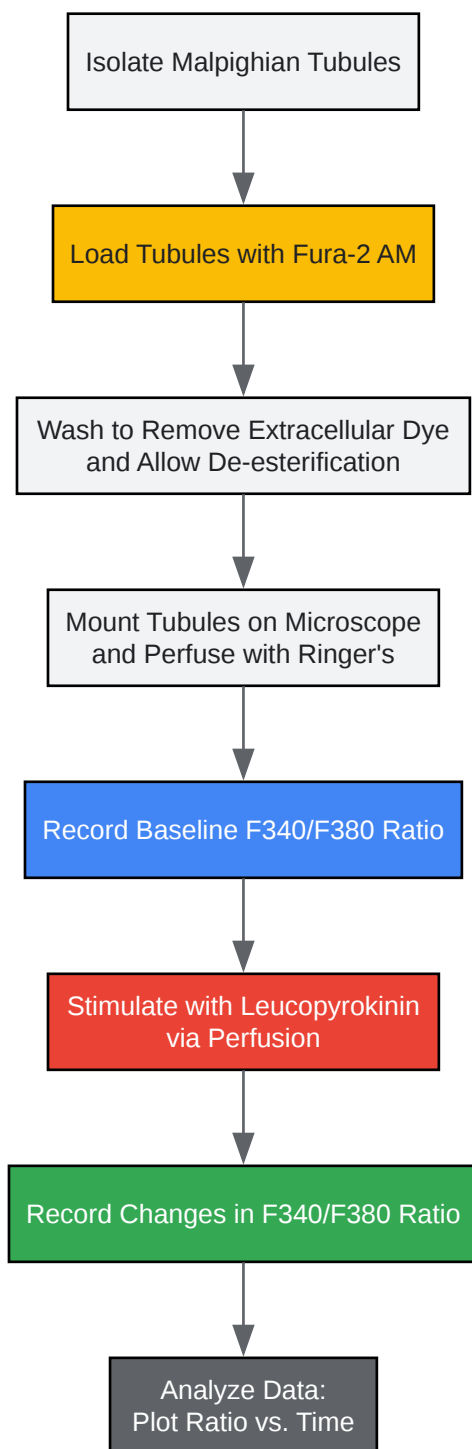 Isolate Malpighian Tubules
Load Tubules with Fura-2 AM
Wash to Remove Extracellular Dye
and Allow De-esterification
Mount Tubules on Microscope
and Perfuse with Ringer's
Record Baseline F340/F380 Ratio
Stimulate with Leucopyrokinin
via Perfusion
Record Changes in F340/F380 Ratio
Analyze Data:
Plot Ratio vs. Time